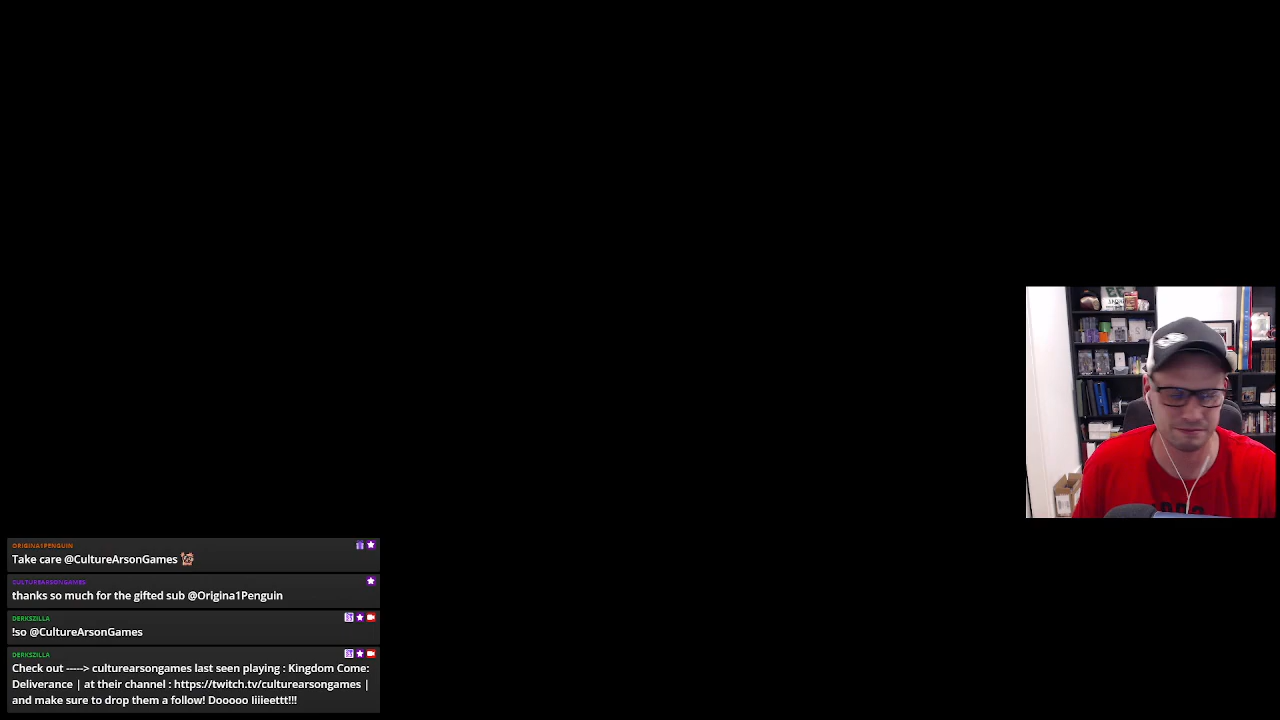 ORIGINA1PENGUIN
Take care @CultureArsonGames
CULTUREARSONGAMES
thanks so much for the gifted sub @Origina1Penguin
DERKSZILLA
!so @CultureArsonGames
DERKSZILLA
Check out -----> culturearsongames last seen playing : Kingdom Come:
Deliverance | at their channel : https://twitch.tv/culturearsongames |
and make sure to drop them a follow! Dooooo Iiiieettt!!!